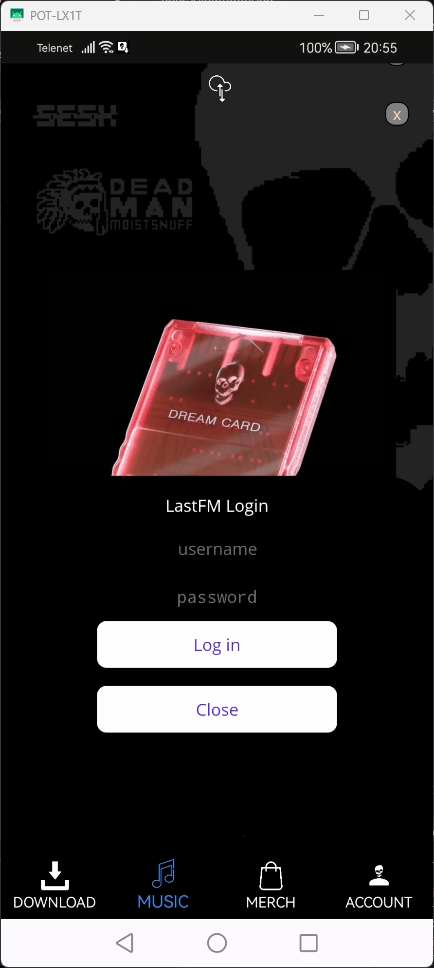 POT-LX1T
Telenet 100% 20:55
SESH
x
DEAD
MAN
MOISTSNUFF
DREAM CARD
LastFM Login
username
password
Log in
Close
DOWNLOAD MUSIC MERCH ACCOUNT